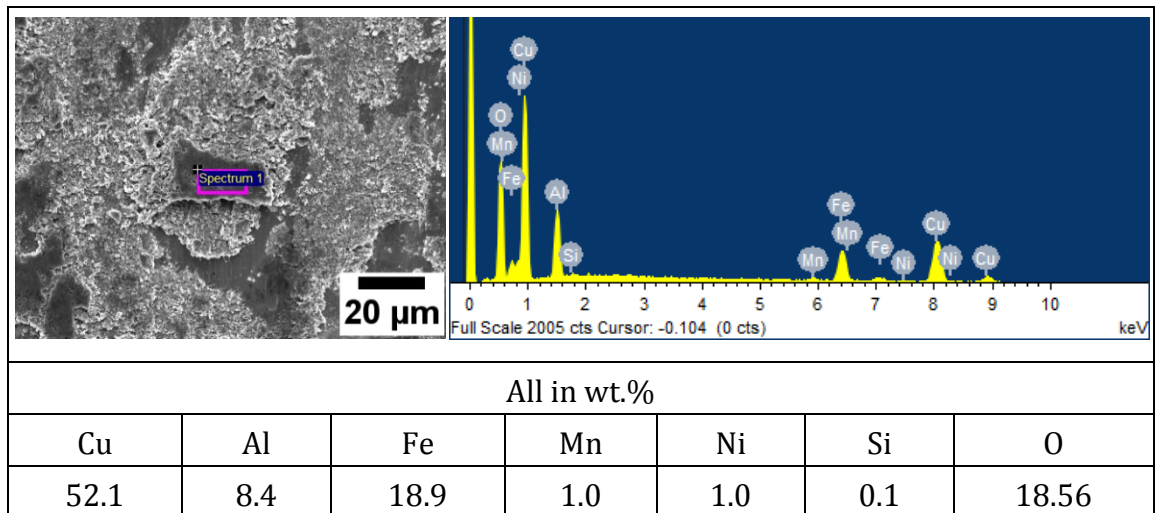 Spectrum 1
20 µm
Cu
Ni
O
Mn
Fe
Al
Si
Fe
Mn
Mn
Fe
Ni
Cu
Ni
Cu
0 1 2 3 4 5 6 7 8 9 10
Full Scale 2005 cts Cursor: -0.104 (0 cts) keV
All in wt.%
Cu Al Fe Mn Ni Si O
52.1 8.4 18.9 1.0 1.0 0.1 18.56